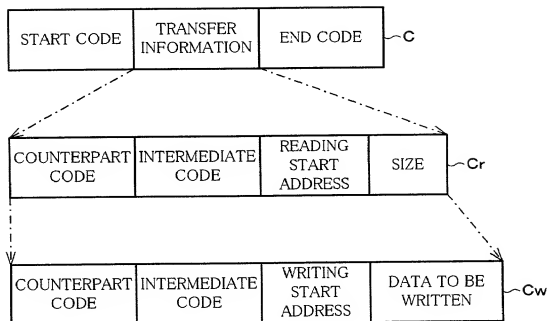 START CODE
TRANSFER
INFORMATION
END CODE
C
COUNTERPART
CODE
INTERMEDIATE
CODE
READING
START
ADDRESS
SIZE
Cr
COUNTERPART
CODE
INTERMEDIATE
CODE
WRITING
START
ADDRESS
DATA TO BE
WRITTEN
Cw